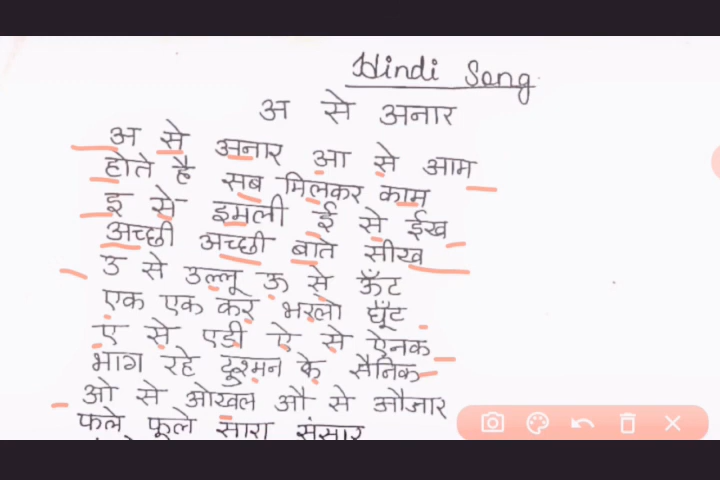 Hindi Song
अ से अनार
अ से अनार आ से आम
होते है सब मिलकर काम
इ से इमली ई से ईख
अच्छी अच्छी बाते सीख
उ से उल्लू ऊ से ऊँट
एक एक कर भरलो घूँट
ए से एडी ऐ से ऐनक
भाग रहे दुश्मन के सैनिक
ओ से ओखल औ से औजार
फले फूले सारा संसार